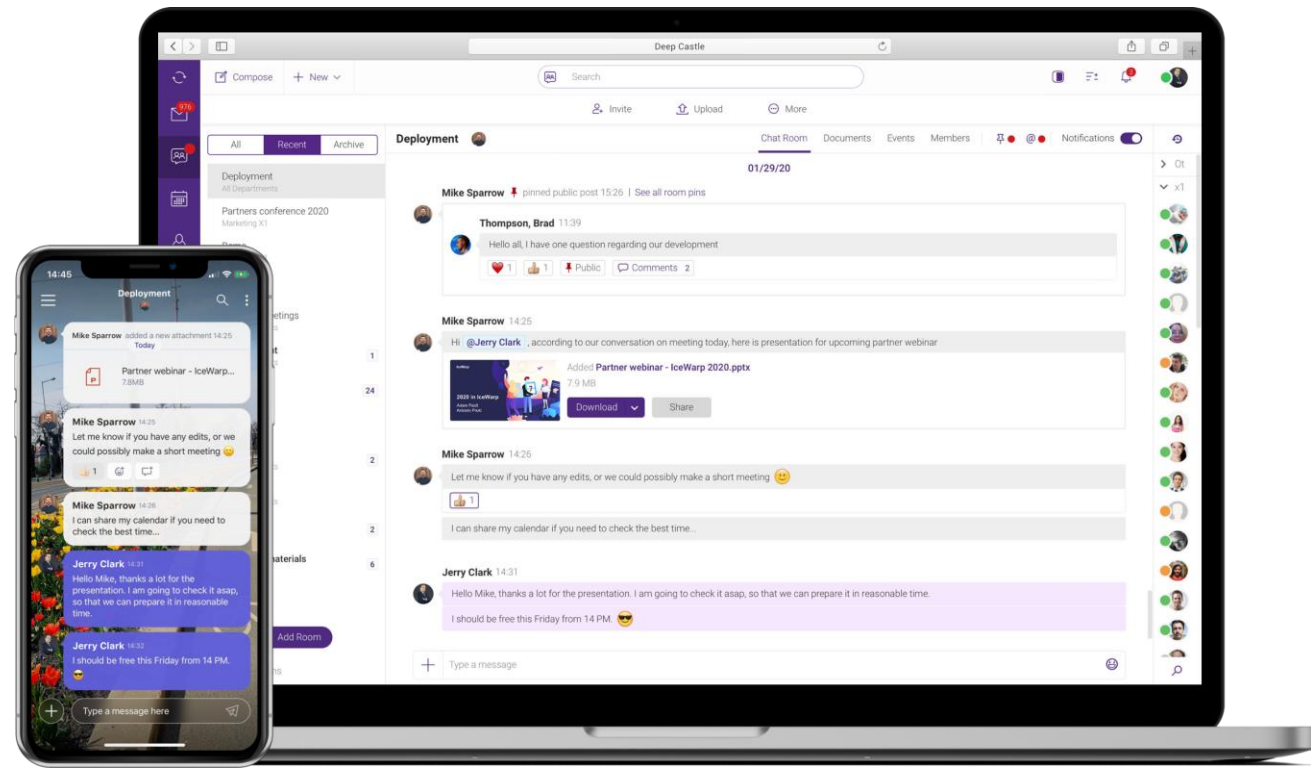 Deep Castle
Compose
New
Search
Invite
Upload
More
976
All
Recent
Archive
Deployment
All Departments
Partners conference 2020
Marketing X1
etings
1
24
2
2
aterials
6
Add Room
Deployment
Chat Room
Documents
Events
Members
@
Notifications
01/29/20
Mike Sparrow pinned public post 15:26 | See all room pins
Thompson, Brad 11:39
Hello all, I have one question regarding our development
1
1
Public
Comments 2
Mike Sparrow 14:25
Hi @Jerry Clark , according to our conversation on meeting today, here is presentation for upcoming partner webinar
2020 in IceWarp
Added Partner webinar - IceWarp 2020.pptx
7.9 MB
Download
Share
Mike Sparrow 14:26
Let me know if you have any edits, or we could possibly make a short meeting
1
I can share my calendar if you need to check the best time...
Jerry Clark 14:31
Hello Mike, thanks a lot for the presentation. I am going to check it asap, so that we can prepare it in reasonable time.
I should be free this Friday from 14 PM.
Type a message
x1
14:45
Deployment
Mike Sparrow added a new attachment 14:25
Today
P
Partner webinar - IceWarp...
7.8MB
Mike Sparrow 14:25
Let me know if you have any edits, or we
could possibly make a short meeting
1
Mike Sparrow 14:26
I can share my calendar if you need to
check the best time...
Jerry Clark 14:31
Hello Mike, thanks a lot for the
presentation. I am going to check it asap,
so that we can prepare it in reasonable
time.
Jerry Clark 14:32
I should be free this Friday from 14 PM.
Type a message here